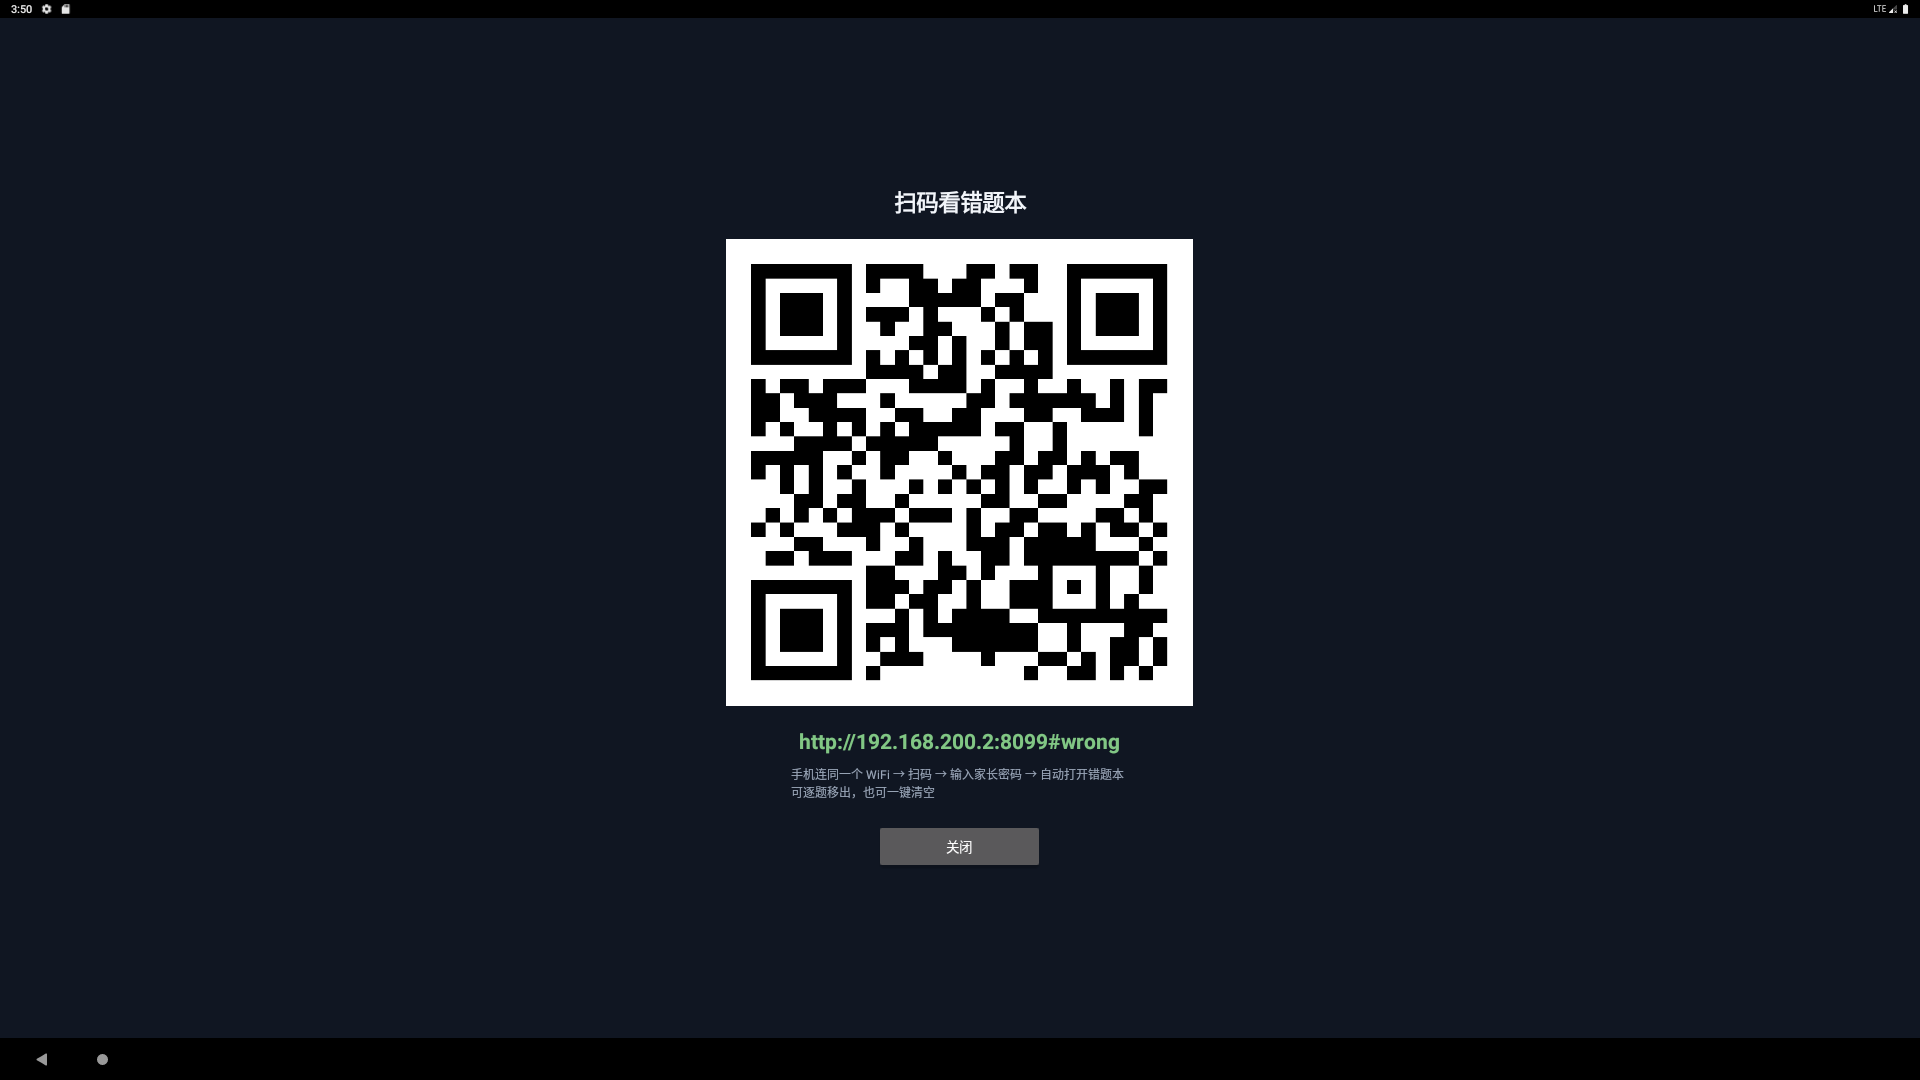 3:50
LTE
扫码看错题本
http://192.168.200.2:8099#wrong
手机连同一个 WiFi → 扫码 → 输入家长密码 → 自动打开错题本
可逐题移出，也可一键清空
关闭